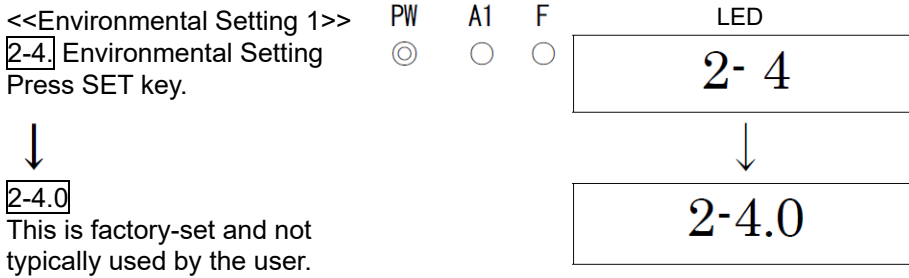 <<Environmental Setting 1>> PW A1 F LED
2-4. Environmental Setting ◎ ○ ○ 2- 4
Press SET key.
↓ ↓
2-4.0 2-4.0
This is factory-set and not
typically used by the user.